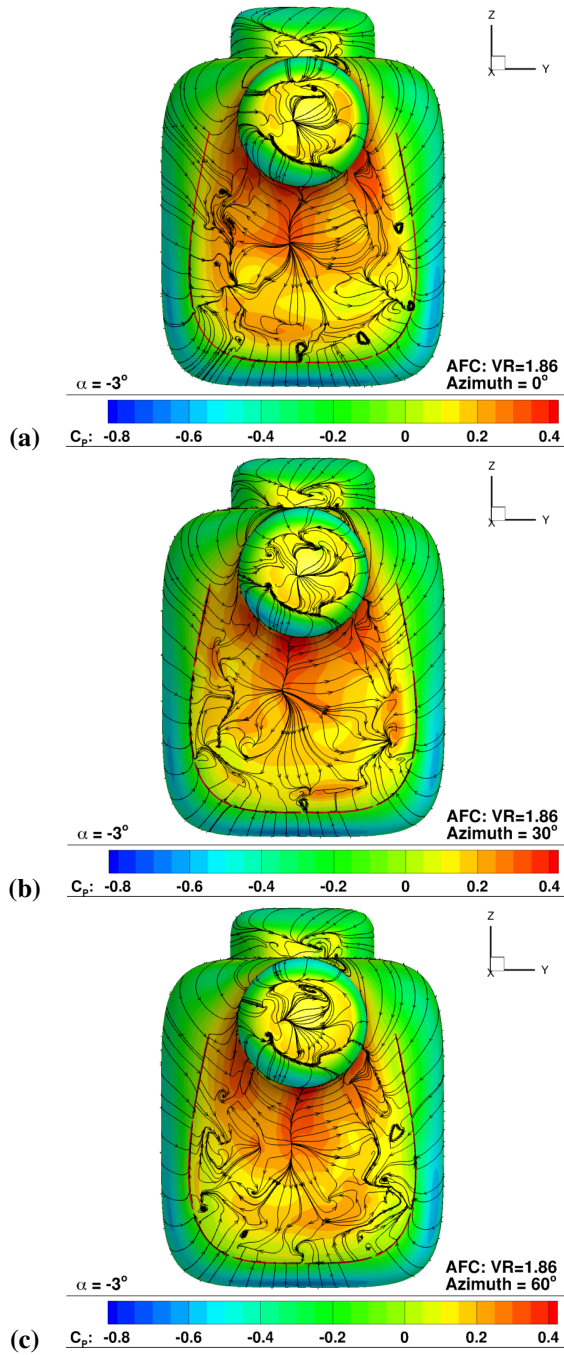 Z
X Y
AFC: VR=1.86
α = -3° Azimuth = 0°
(a) Cₚ: -0.8 -0.6 -0.4 -0.2 0 0.2 0.4
Z
X Y
AFC: VR=1.86
α = -3° Azimuth = 30°
(b) Cₚ: -0.8 -0.6 -0.4 -0.2 0 0.2 0.4
Z
X Y
AFC: VR=1.86
α = -3° Azimuth = 60°
(c) Cₚ: -0.8 -0.6 -0.4 -0.2 0 0.2 0.4